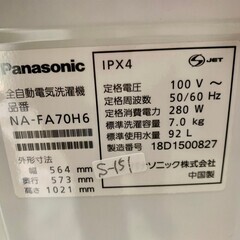 Panasonic
全自動電気洗濯機
品番
NA-FA70H6
外形寸法
幅 564 mm
奥行 573 mm
高さ 1021 mm
IPX4
JET
定格電圧 100 V~
定格周波数 50/60 Hz
定格消費電力 280 W
標準洗濯容量 7.0 kg
標準使用水量 92 L
製造番号 18D1500827
S-151
ソニック株式会社
中国製